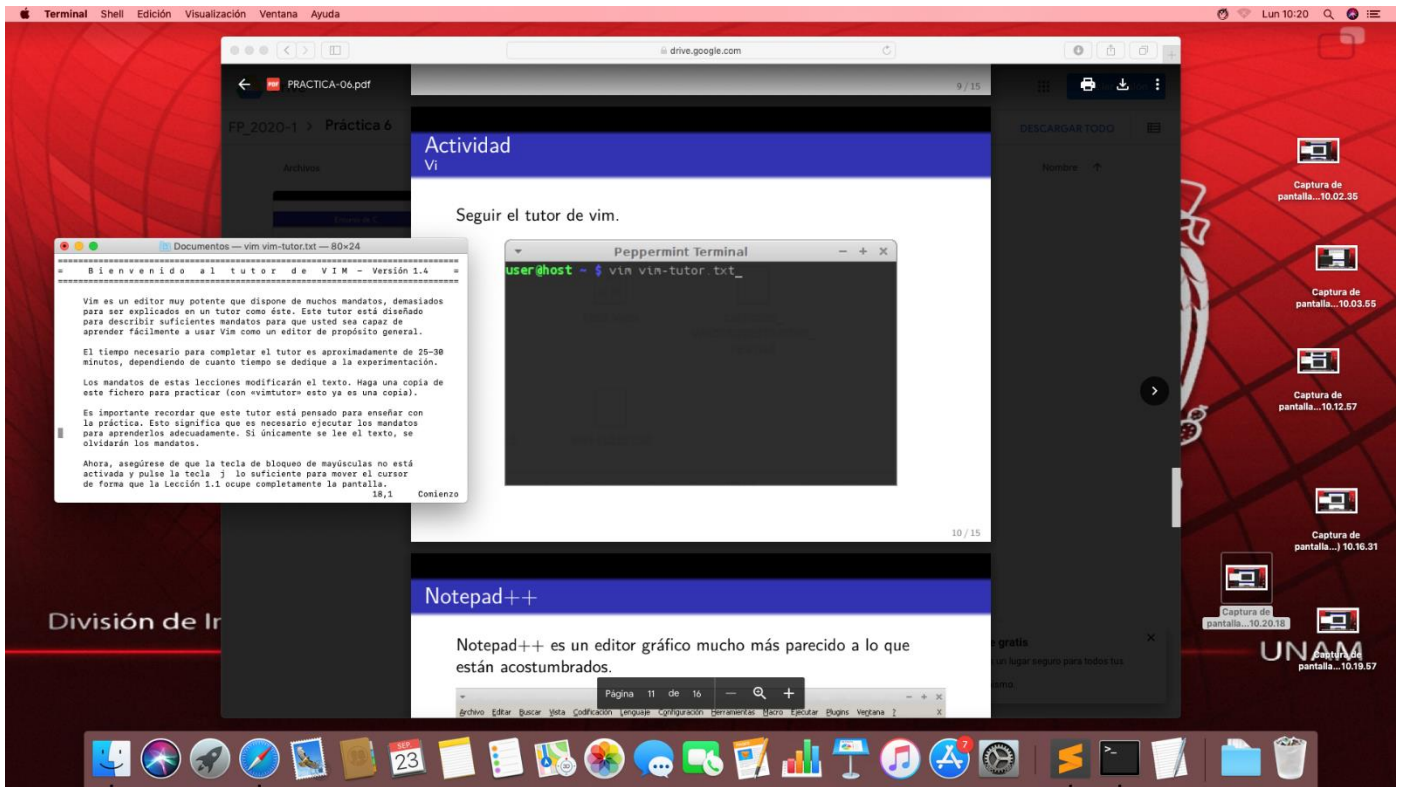 Terminal Shell Edición Visualización Ventana Ayuda
Lun 10:20
drive.google.com
PRACTICA-06.pdf
9 / 15
FP_2020-1 > Práctica 6
DESCARGAR TODO
Archivos
Nombre
Actividad
Vi
Seguir el tutor de vim.
Peppermint Terminal
user@host ~ $ vim vim-tutor.txt_
10 / 15
Documentos — vim vim-tutor.txt — 80×24
===============================================================================
= B i e n v e n i d o a l t u t o r d e V I M - Versión 1.4 =
===============================================================================
Vim es un editor muy potente que dispone de muchos mandatos, demasiados
para ser explicados en un tutor como éste. Este tutor está diseñado
para describir suficientes mandatos para que usted sea capaz de
aprender fácilmente a usar Vim como un editor de propósito general.
El tiempo necesario para completar el tutor es aproximadamente de 25-30
minutos, dependiendo de cuanto tiempo se dedique a la experimentación.
Los mandatos de estas lecciones modificarán el texto. Haga una copia de
este fichero para practicar (con «vimtutor» esto ya es una copia).
Es importante recordar que este tutor está pensado para enseñar con
la práctica. Esto significa que es necesario ejecutar los mandatos
para aprenderlos adecuadamente. Si únicamente se lee el texto, se
olvidarán los mandatos.
Ahora, asegúrese de que la tecla de bloqueo de mayúsculas no está
activada y pulse la tecla j lo suficiente para mover el cursor
de forma que la Lección 1.1 ocupe completamente la pantalla.
18,1 Comienzo
Notepad++
Notepad++ es un editor gráfico mucho más parecido a lo que
están acostumbrados.
Página 11 de 16
Archivo Editar Buscar Vista Codificación Lenguaje Configuración Herramientas Macro Ejecutar Plugins Ventana ?
gratis
un lugar seguro para todos tus
División de In
UNAM
Captura de
pantalla...10.02.35
Captura de
pantalla...10.03.55
Captura de
pantalla...10.12.57
Captura de
pantalla...) 10.16.31
Captura de
pantalla...10.20.18
Captura de
pantalla...10.19.57
SEP.
23
7